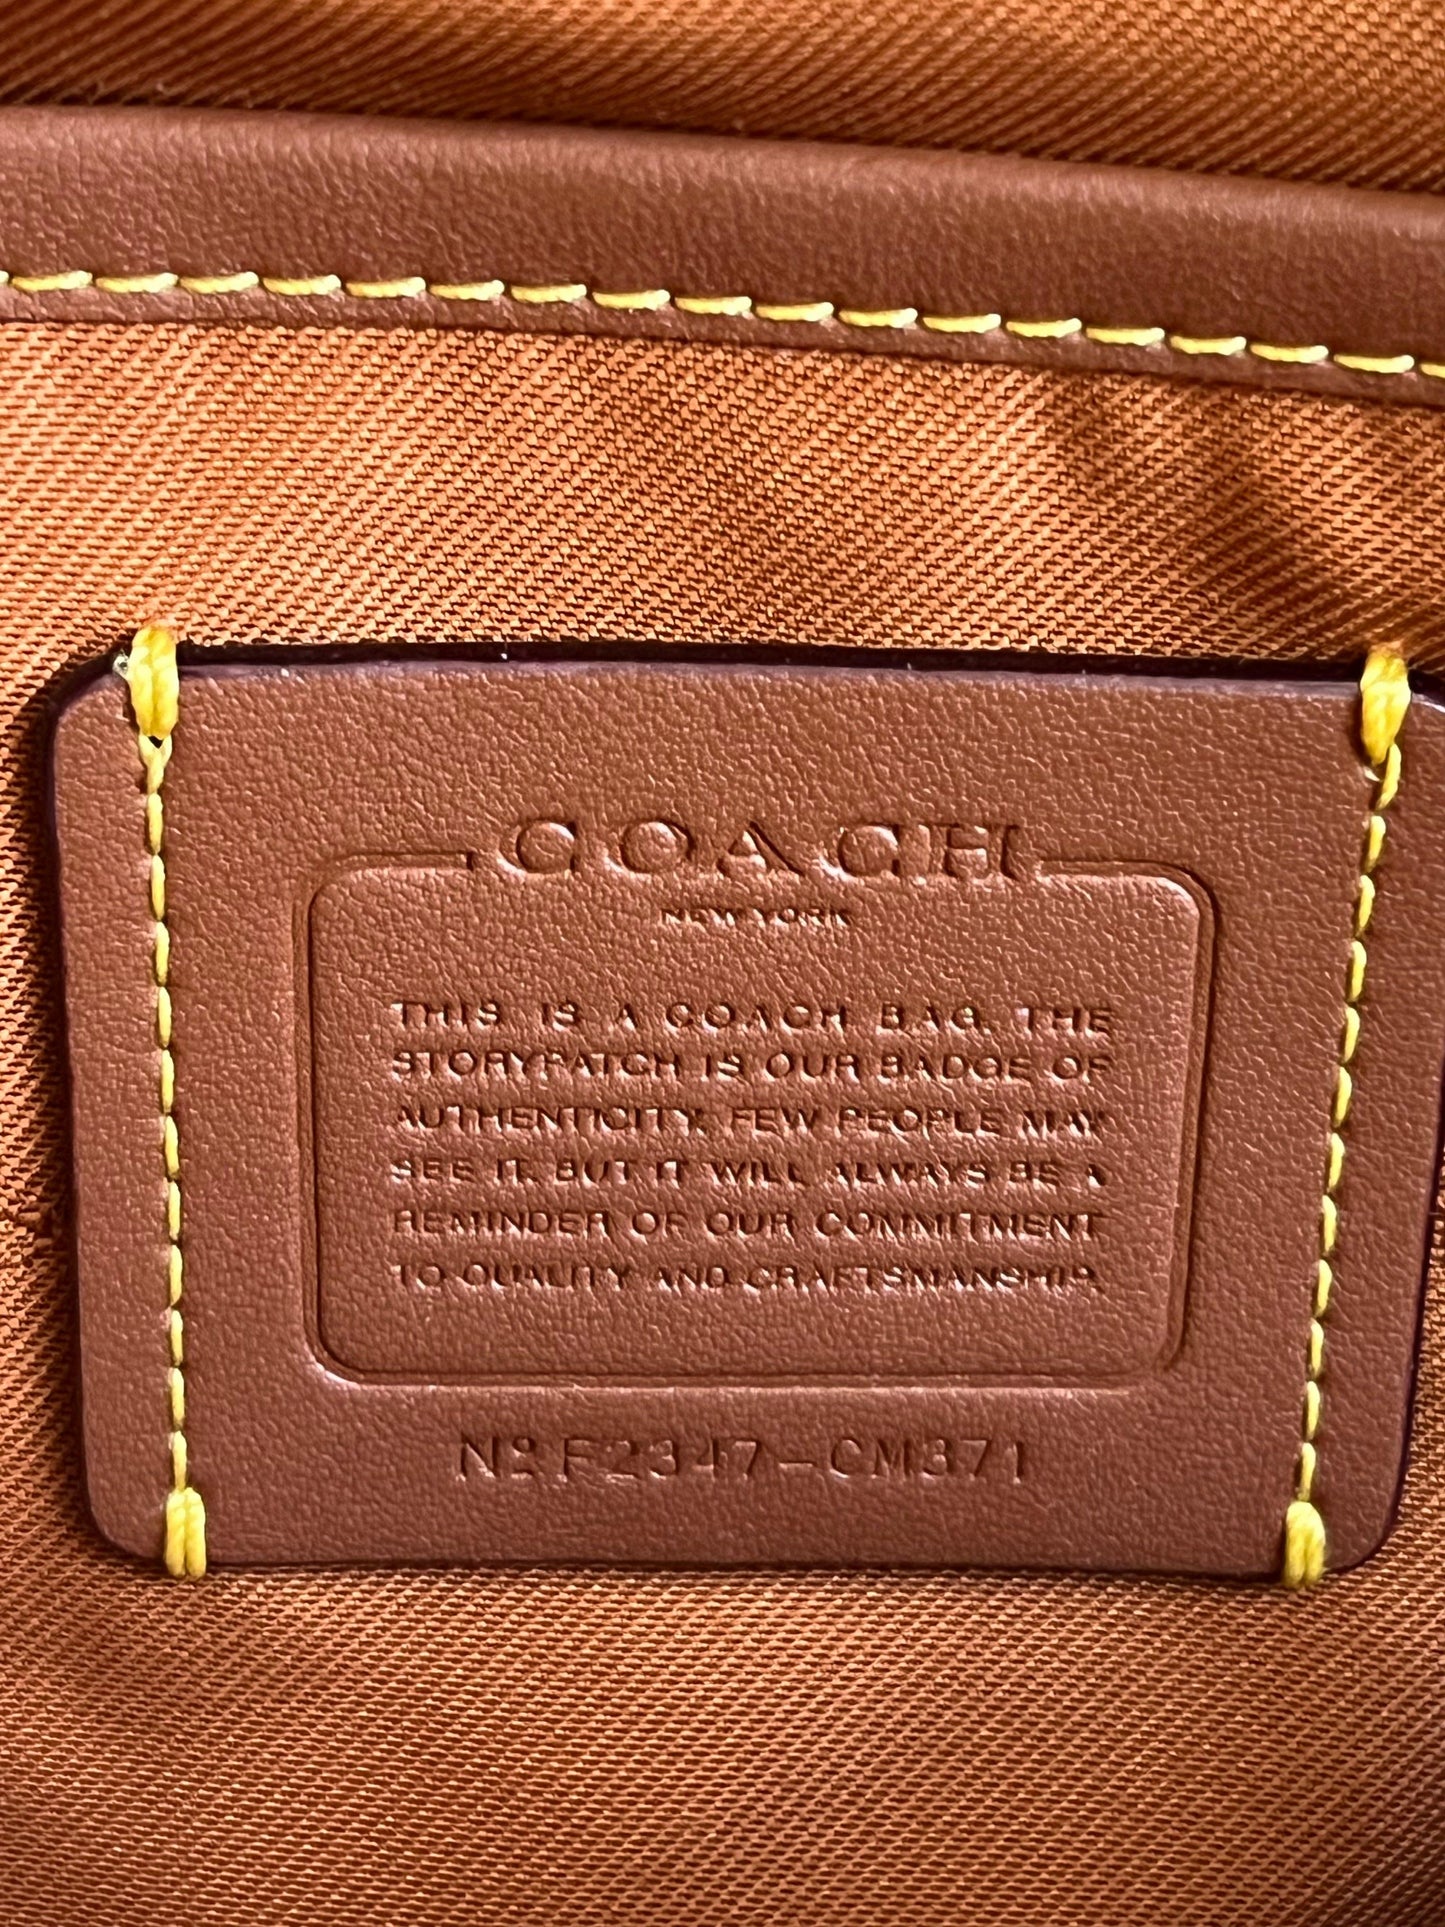 COACH
NEW YORK
THIS IS A COACH BAG. THE
STORYPATCH IS OUR BADGE OF
AUTHENTICITY. FEW PEOPLE MAY
SEE IT. BUT IT WILL ALWAYS BE A
REMINDER OF OUR COMMITMENT
TO QUALITY AND CRAFTSMANSHIP.
Nº F2347-CM371